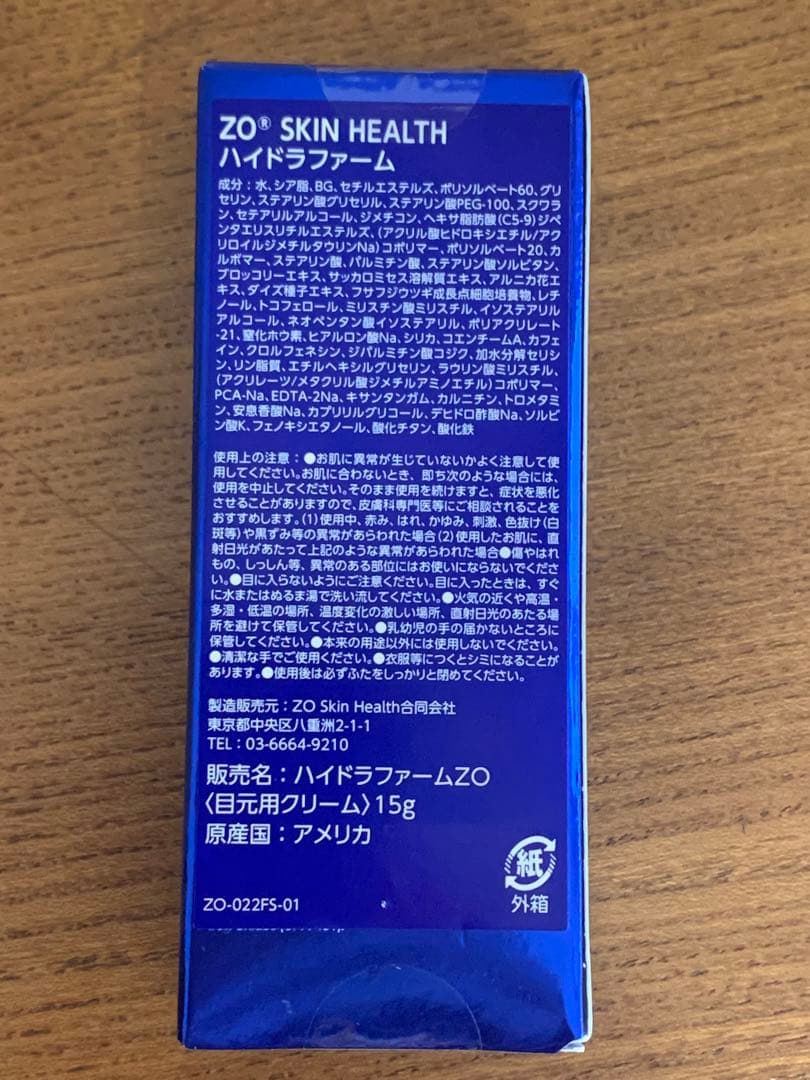 ZO® SKIN HEALTH
ハイドラファーム
成分：水、シア脂、BG、セチルエステルズ、ポリソルベート60、グリ
セリン、ステアリン酸グリセリル、ステアリン酸PEG-100、スクワラ
ン、セテアリルアルコール、ジメチコン、ヘキサ脂肪酸（C5-9）ジペ
ンタエリスリチルエステルズ、（アクリル酸ヒドロキシエチル/アク
リロイルジメチルタウリンNa）コポリマー、ポリソルベート20、カ
ルボマー、ステアリン酸、パルミチン酸、ステアリン酸ソルビタン、
ブロッコリーエキス、サッカロミセス溶解質エキス、アルニカ花エ
キス、ダイズ種子エキス、フサフジウツギ成長点細胞培養物、レチ
ノール、トコフェロール、ミリスチン酸ミリスチル、イソステアリル
アルコール、ネオペンタン酸イソステアリル、ポリアクリレート
-21、窒化ホウ素、ヒアルロン酸Na、シリカ、コエンチームA、カフェ
イン、クロルフェネシン、ジパルミチン酸コジク、加水分解セリシ
ン、リン脂質、エチルヘキシルグリセリン、ラウリン酸ミリスチル、
（アクリレーツ/メタクリル酸ジメチルアミノエチル）コポリマー、
PCA-Na、EDTA-2Na、キサンタンガム、カルニチン、トロメタミ
ン、安息香酸Na、カプリリルグリコール、デヒドロ酢酸Na、ソルビ
ン酸K、フェノキシエタノール、酸化チタン、酸化鉄
使用上の注意：●お肌に異常が生じていないかよく注意して使
用してください。お肌に合わないとき、即ち次のような場合には、
使用を中止してください。そのまま使用を続けますと、症状を悪化
させることがありますので、皮膚科専門医等にご相談されることを
おすすめします。（1）使用中、赤み、はれ、かゆみ、刺激、色抜け（白
斑等）や黒ずみ等の異常があらわれた場合（2）使用したお肌に、直
射日光があたって上記のような異常があらわれた場合●傷やはれ
もの、しっしん等、異常のある部位にはお使いにならないでくださ
い。●目に入らないようにご注意ください。目に入ったときは、すぐ
に水またはぬるま湯で洗い流してください。●火気の近くや高温・
多湿・低温の場所、温度変化の激しい場所、直射日光のあたる場
所を避けて保管してください。●乳幼児の手の届かないところに
保管してください。●本来の用途以外には使用しないでください。
●清潔な手でご使用ください。●衣服等につくとシミになることが
あります。●使用後は必ずふたをしっかりと閉めてください。
製造販売元：ZO Skin Health合同会社
東京都中央区八重洲2-1-1
TEL：03-6664-9210
販売名：ハイドラファームZO
〈目元用クリーム〉15g
原産国：アメリカ
紙
外箱
ZO-022FS-01